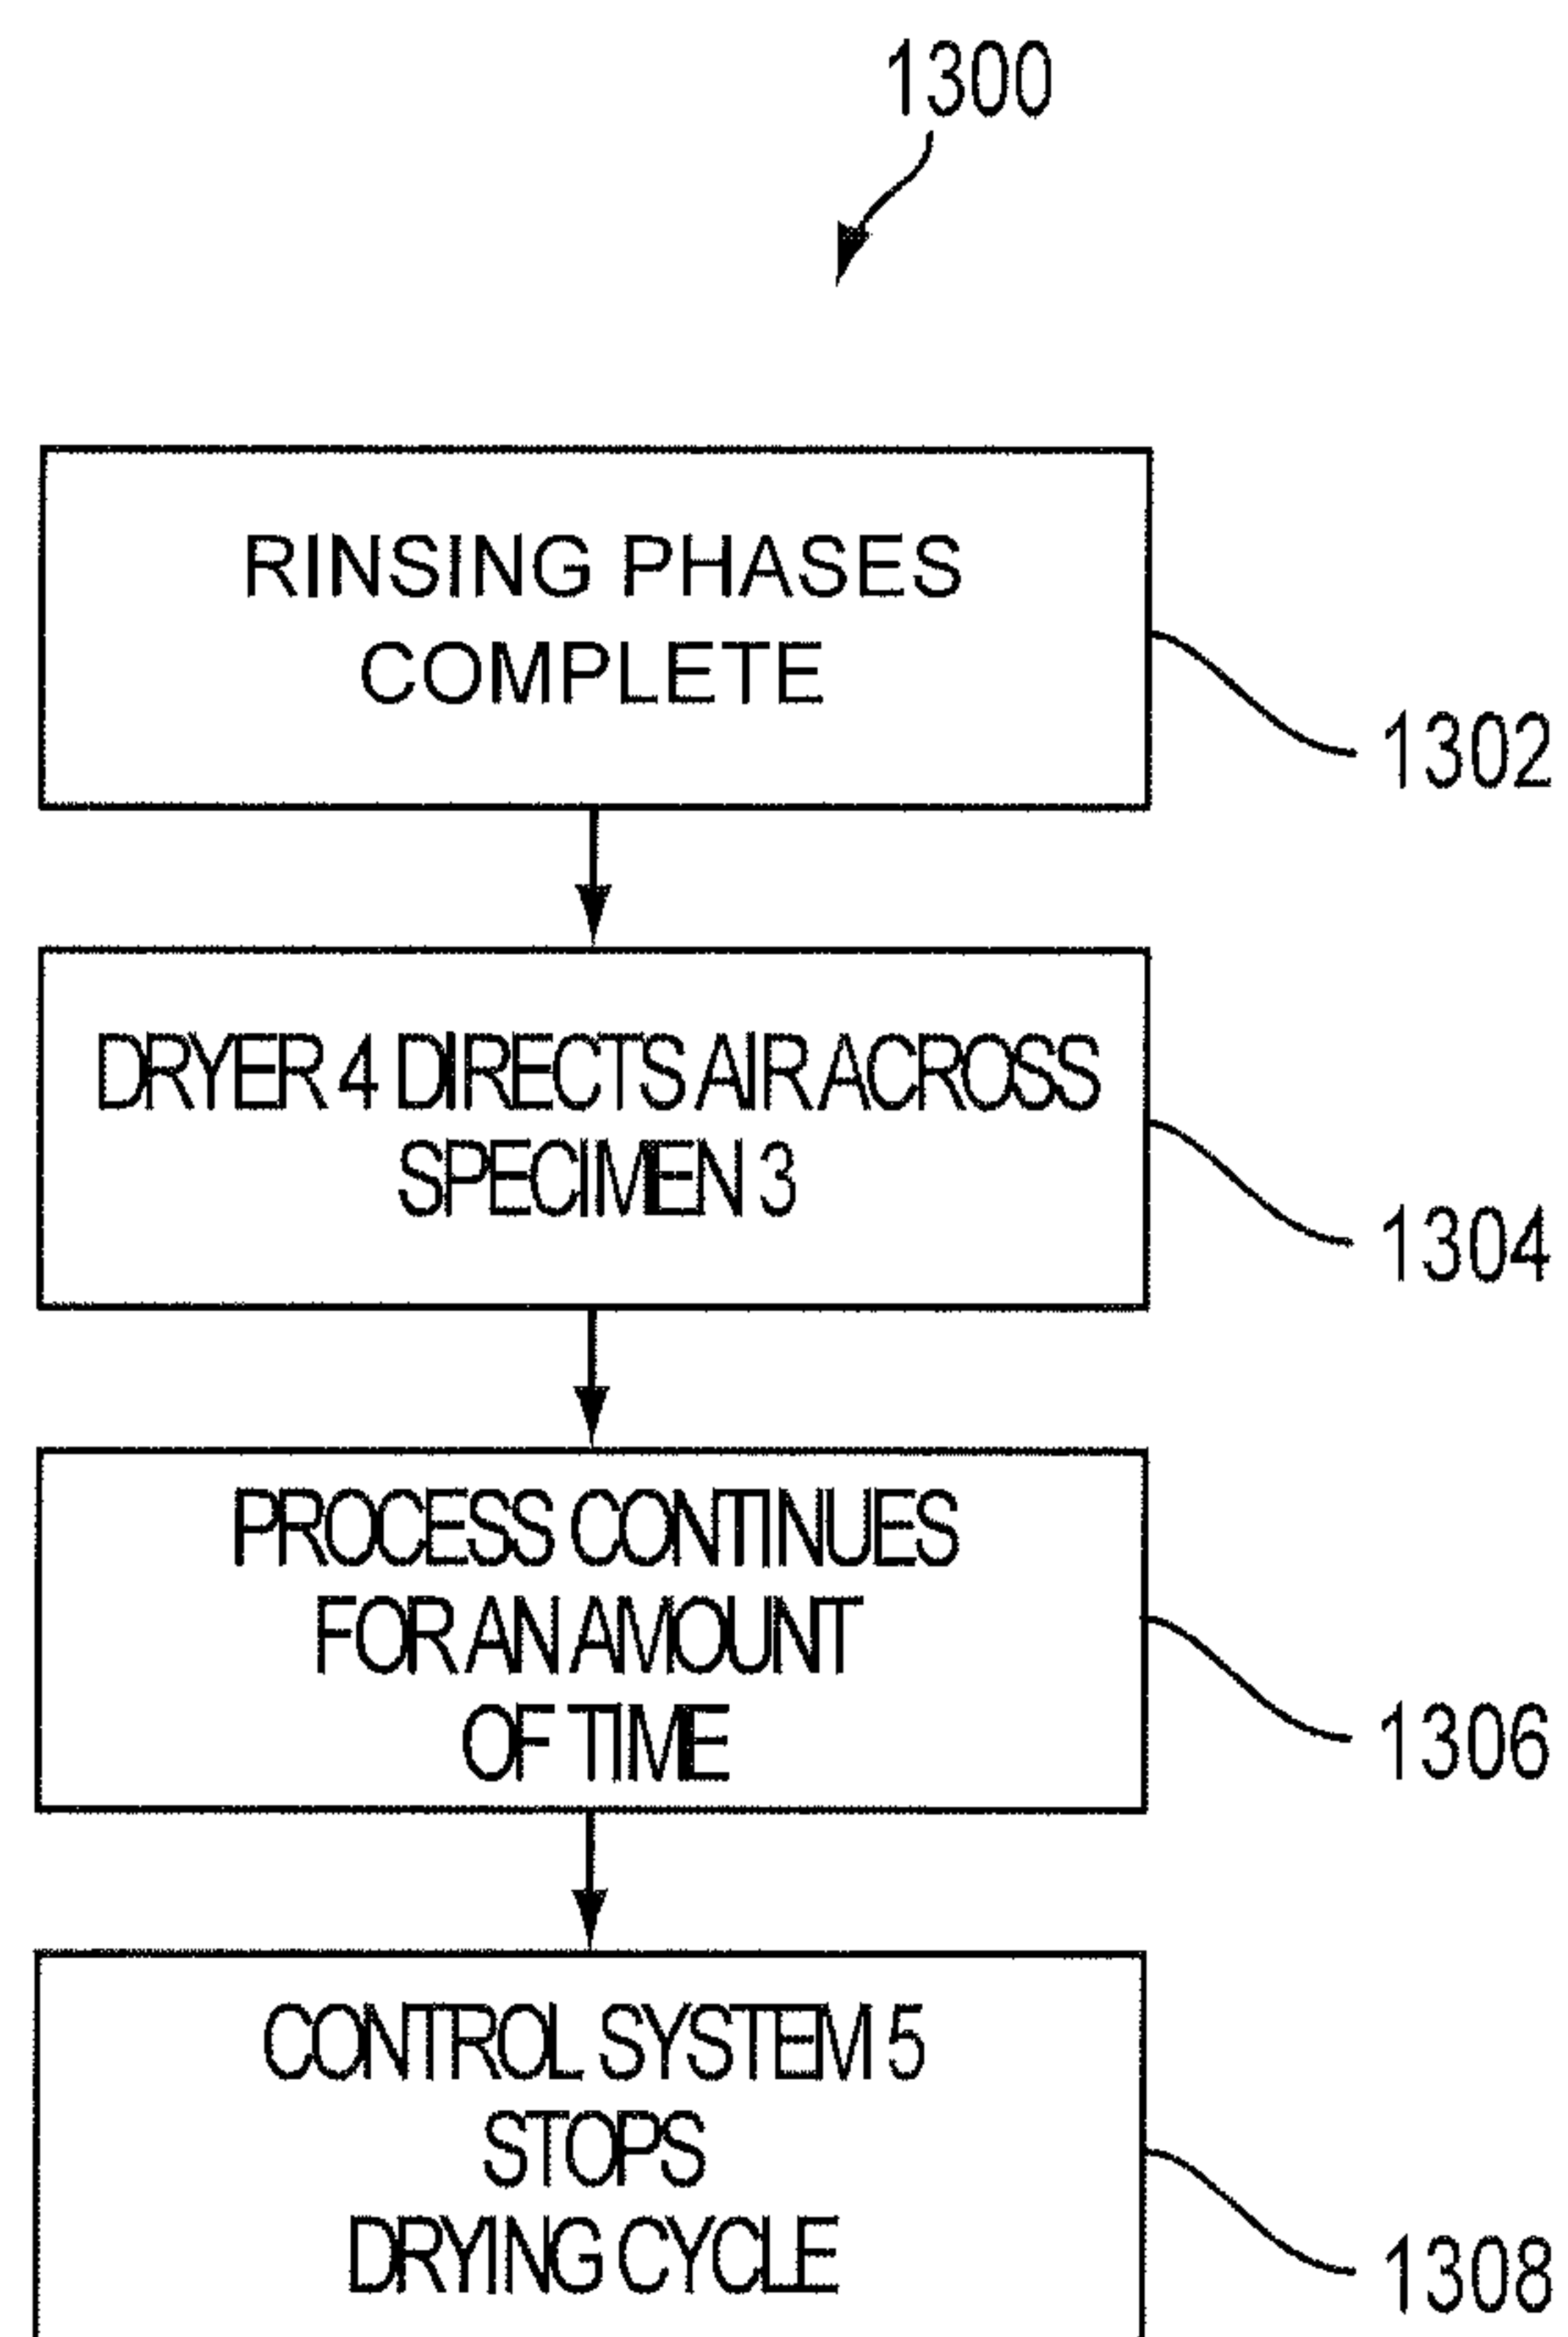 1300
RINSING PHASES
COMPLETE
1302
DRYER 4 DIRECTS AIR ACROSS
SPECIMEN 3
1304
PROCESS CONTINUES
FOR AN AMOUNT
OF TIME
1306
CONTROL SYSTEM 5
STOPS
DRYING CYCLE
1308